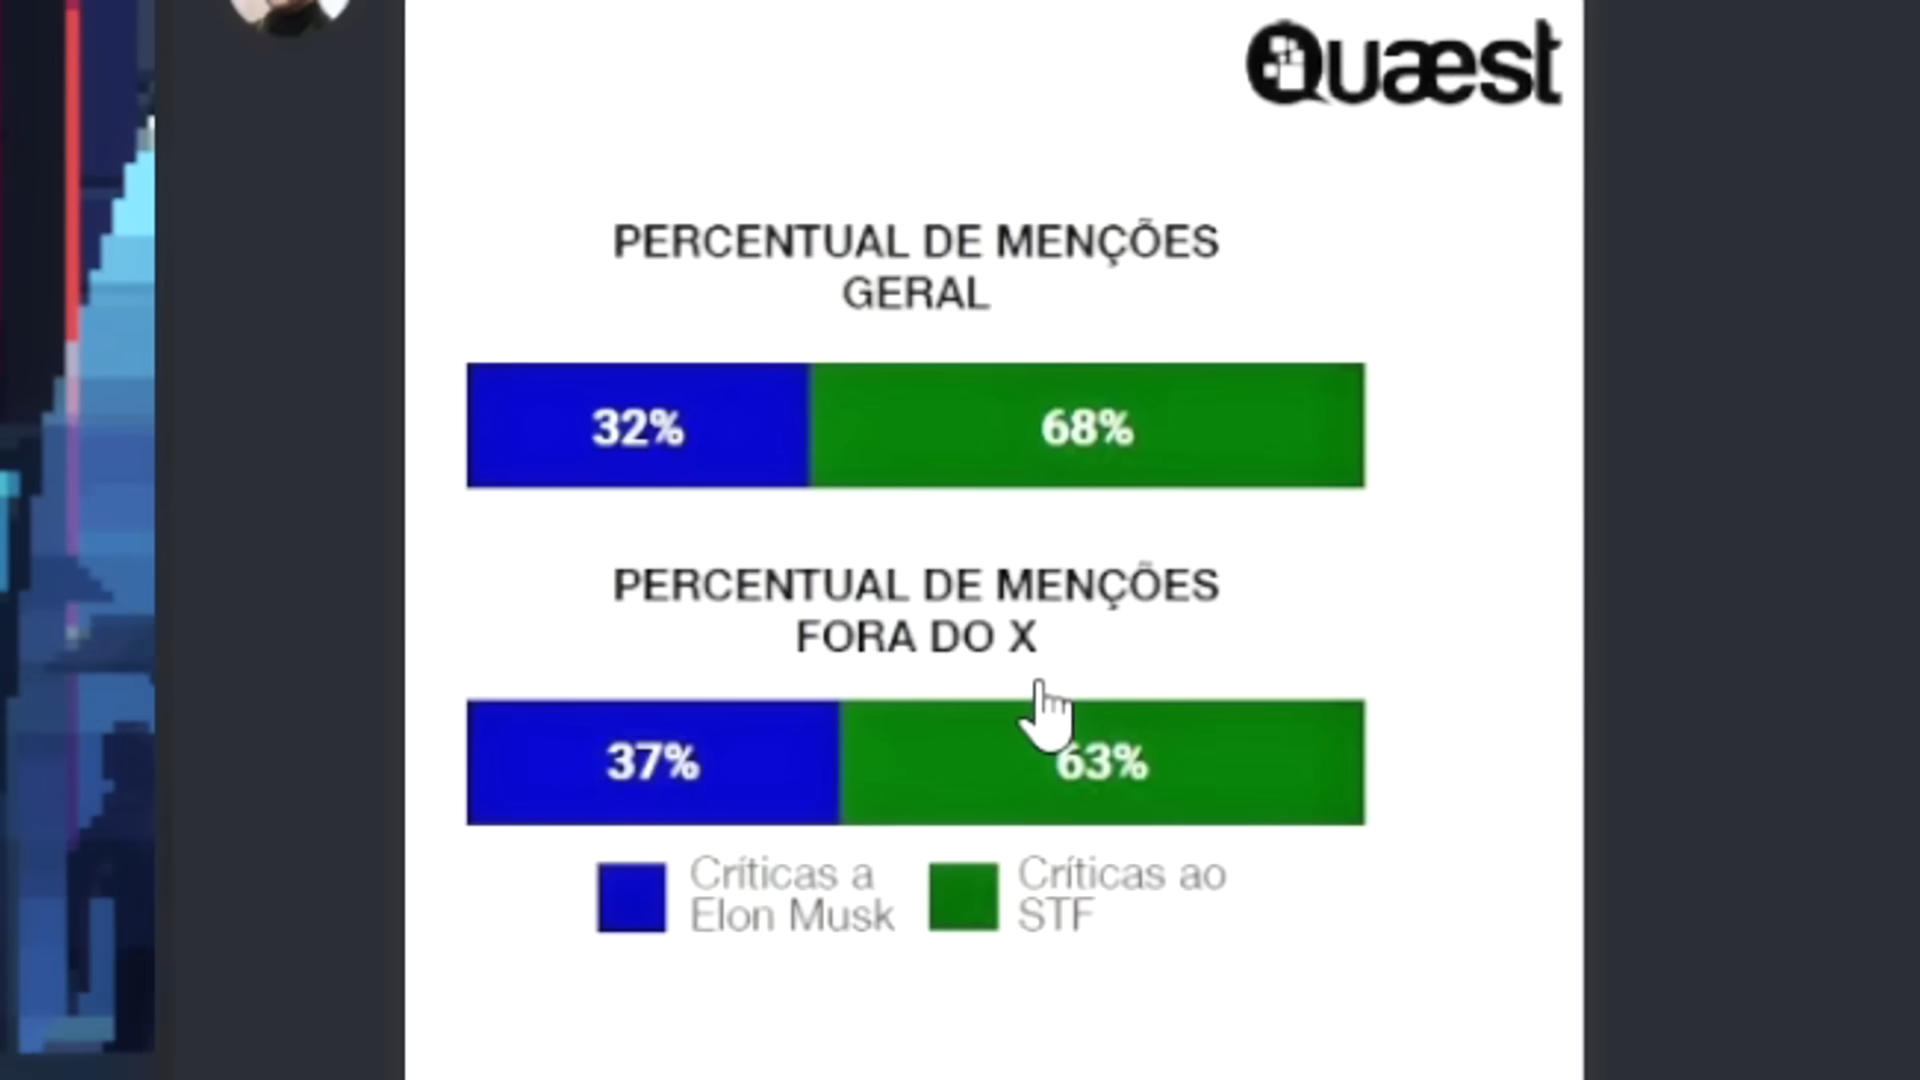 Quæst
PERCENTUAL DE MENÇÕES
GERAL
32%
68%
PERCENTUAL DE MENÇÕES
FORA DO X
37%
63%
Críticas a
Elon Musk
Críticas ao
STF